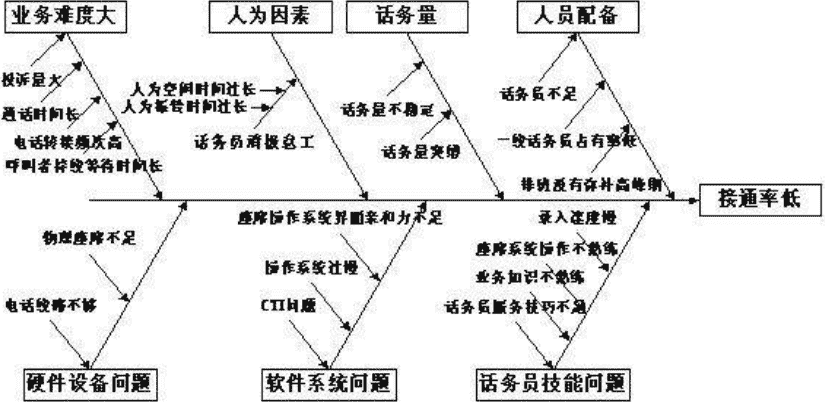 业务难度大
人为因素
话务量
人员配备
投诉量大
通话时间长
电话转接频次高
呼叫者持续等待时间长
人为空闲时间过长
人为振铃时间过长
话务员消极怠工
话务量不稳定
话务量突增
话务员不足
一线话务员占有率低
排班没有弥补高峰期
接通率低
物理座席不足
电话线路不够
座席操作系统界面亲和力不足
操作系统过慢
CTI问题
录入速度慢
座席系统操作不熟练
业务知识不熟练
话务员服务技巧不足
硬件设备问题
软件系统问题
话务员技能问题